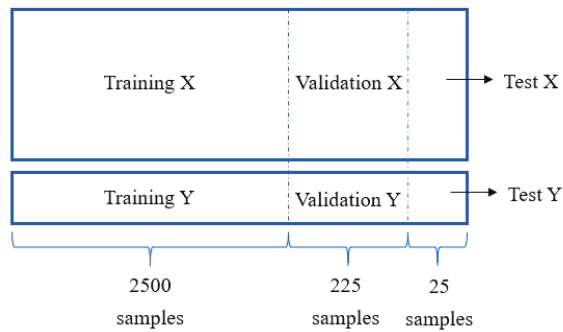 Training X
Validation X
Test X
Training Y
Validation Y
Test Y
2500
samples
225
samples
25
samples